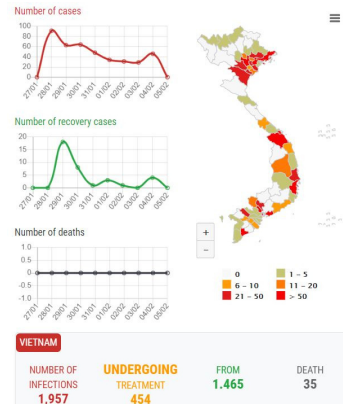 Number of cases
100
80
60
40
20
0
27/01 28/01 29/01 30/01 31/01 01/02 02/02 03/02 04/02 05/02
Number of recovery cases
20
15
10
5
0
27/01 28/01 29/01 30/01 31/01 01/02 02/02 03/02 04/02 05/02
Number of deaths
1.0
0.5
0
-0.5
-1.0
27/01 28/01 29/01 30/01 31/01 01/02 02/02 03/02 04/02 05/02
+
−
0 1 - 5
6 - 10 11 - 20
21 - 50 > 50
VIETNAM
NUMBER OF INFECTIONS
1,957
UNDERGOING
TREATMENT
454
FROM
1.465
DEATH
35